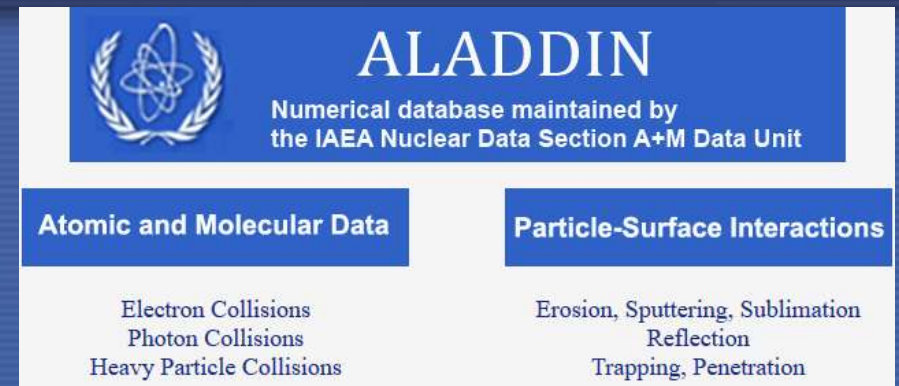 ALADDIN
Numerical database maintained by
the IAEA Nuclear Data Section A+M Data Unit
Atomic and Molecular Data
Electron Collisions
Photon Collisions
Heavy Particle Collisions
Particle-Surface Interactions
Erosion, Sputtering, Sublimation
Reflection
Trapping, Penetration